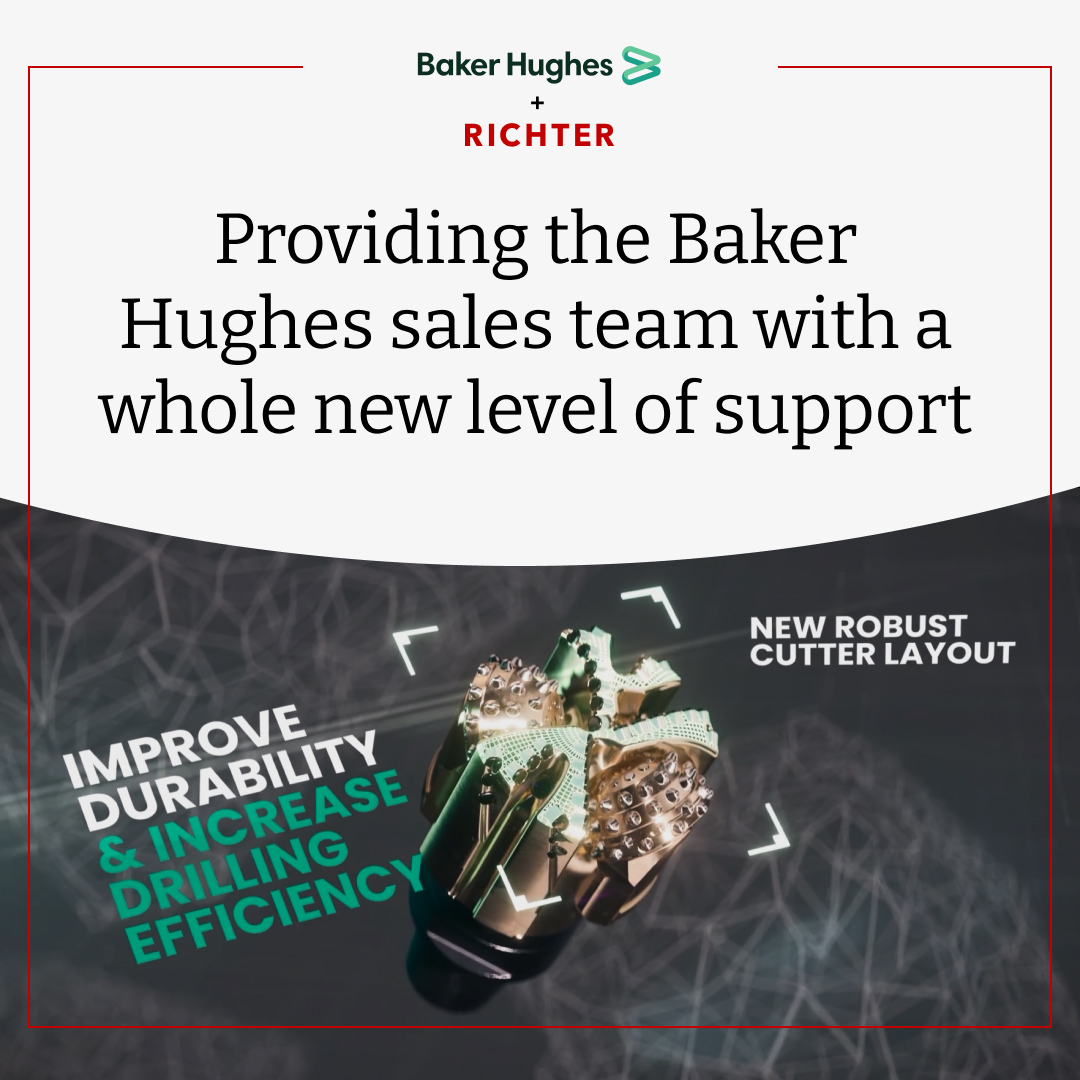 Baker Hughes
+
RICHTER
Providing the Baker
Hughes sales team with a
whole new level of support
NEW ROBUST
CUTTER LAYOUT
IMPROVE
DURABILITY
& INCREASE
DRILLING
EFFICIENCY